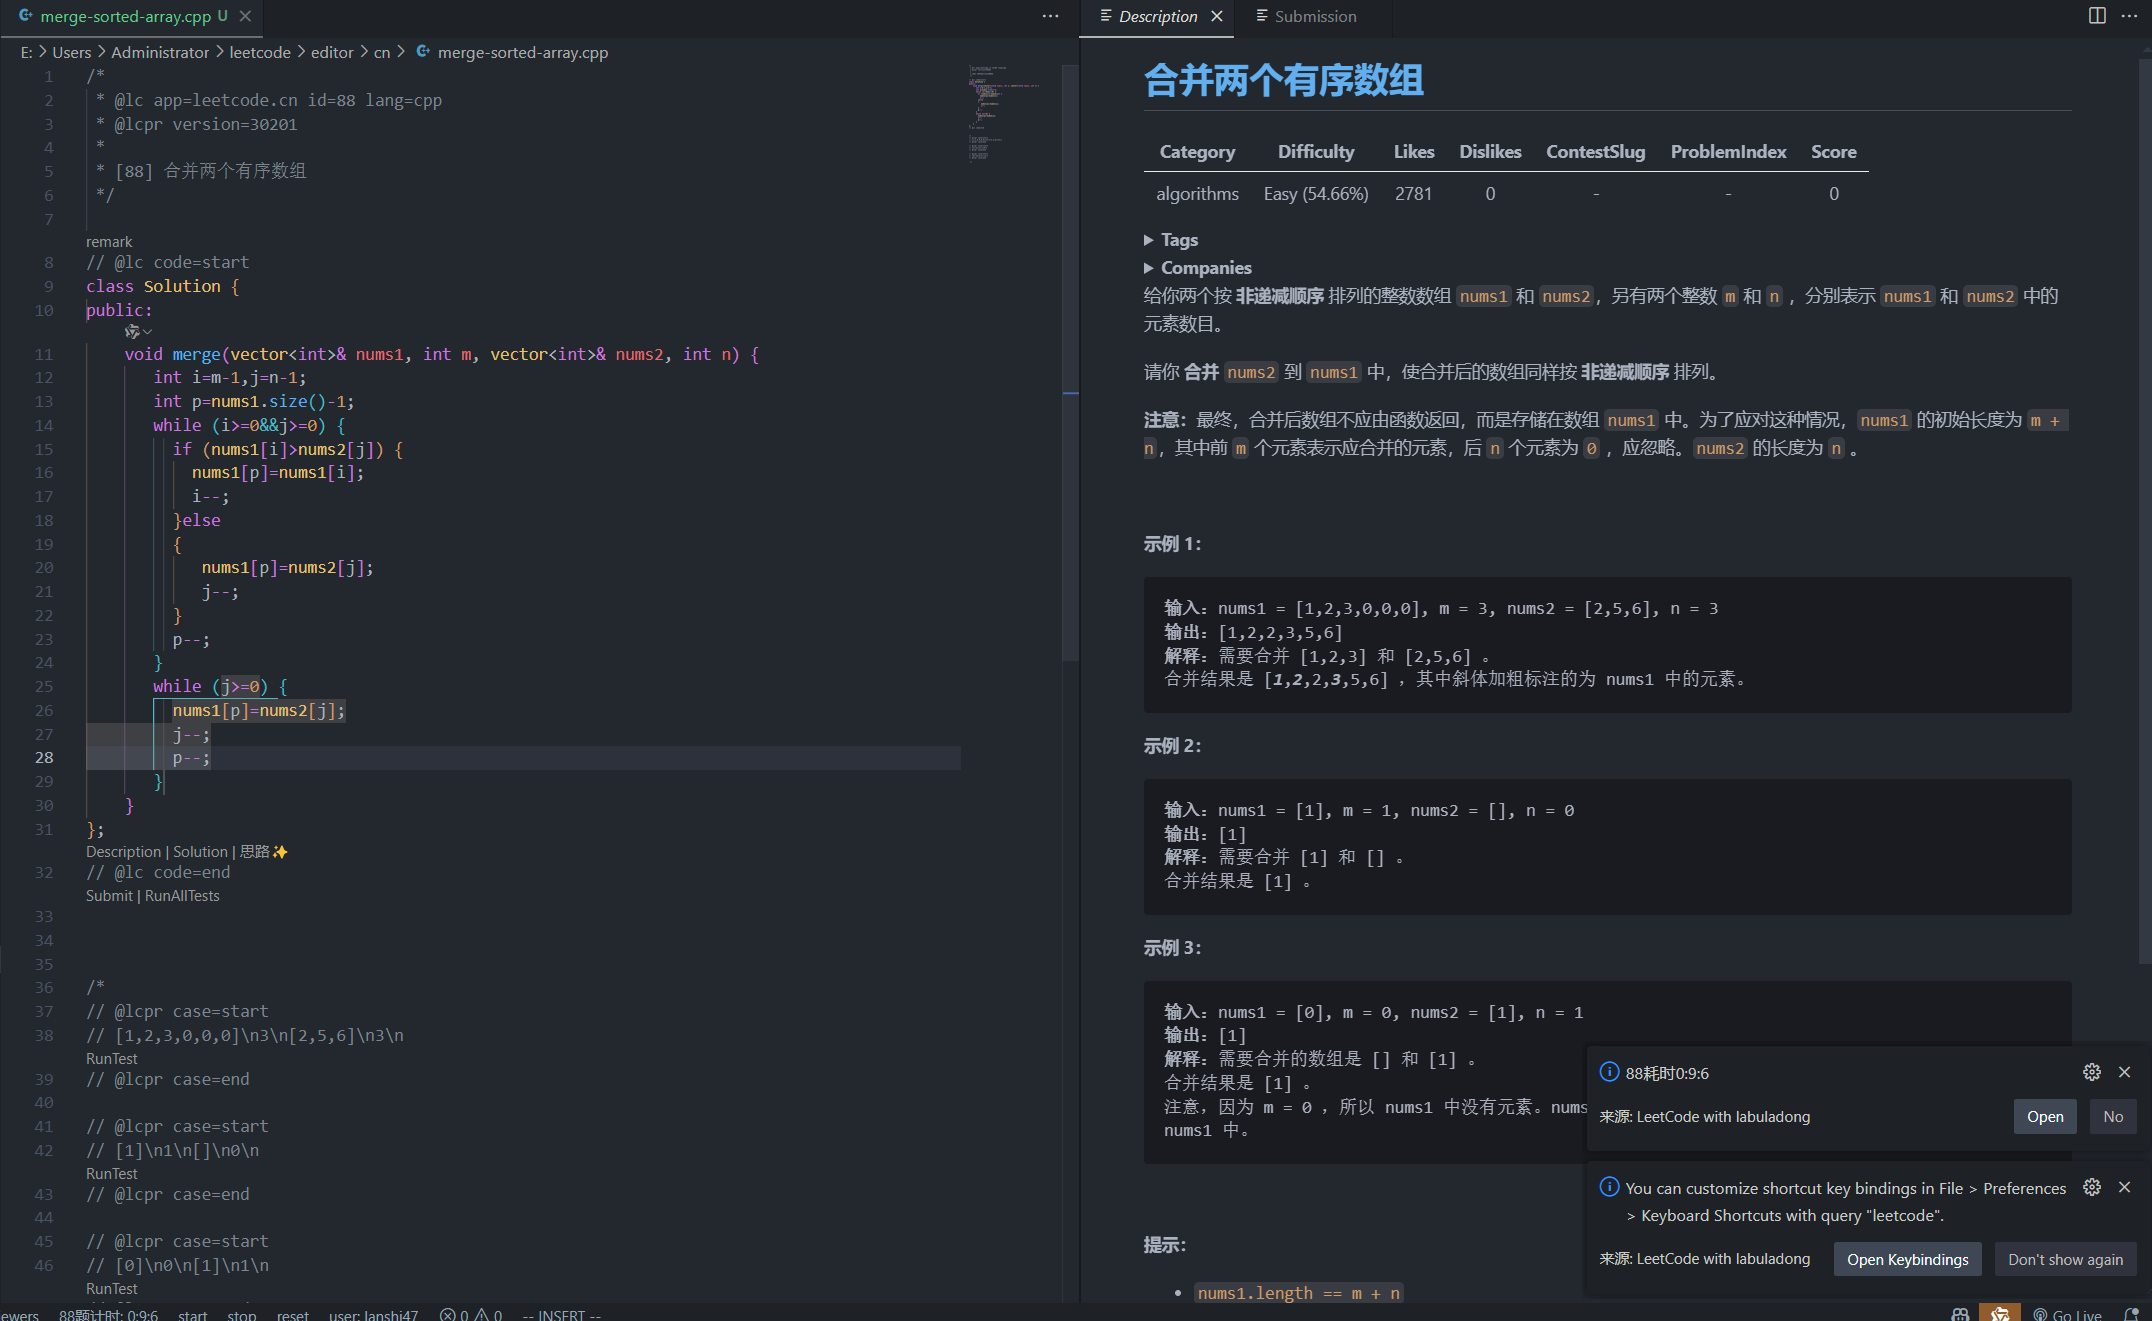 merge-sorted-array.cpp U
E: > Users > Administrator > leetcode > editor > cn > merge-sorted-array.cpp
1 /*
2 * @lc app=leetcode.cn id=88 lang=cpp
3 * @lcpr version=30201
4 *
5 * [88] 合并两个有序数组
6 */
7
remark
8 // @lc code=start
9 class Solution {
10 public:
11 void merge(vector<int>& nums1, int m, vector<int>& nums2, int n) {
12 int i=m-1,j=n-1;
13 int p=nums1.size()-1;
14 while (i>=0&&j>=0) {
15 if (nums1[i]>nums2[j]) {
16 nums1[p]=nums1[i];
17 i--;
18 }else
19 {
20 nums1[p]=nums2[j];
21 j--;
22 }
23 p--;
24 }
25 while (j>=0) {
26 nums1[p]=nums2[j];
27 j--;
28 p--;
29 }
30 }
31 };
Description | Solution | 思路✨
32 // @lc code=end
Submit | RunAllTests
33
34
35
36 /*
37 // @lcpr case=start
38 // [1,2,3,0,0,0]\n3\n[2,5,6]\n3\n
RunTest
39 // @lcpr case=end
40
41 // @lcpr case=start
42 // [1]\n1\n[]\n0\n
RunTest
43 // @lcpr case=end
44
45 // @lcpr case=start
46 // [0]\n0\n[1]\n1\n
RunTest
Description
Submission
合并两个有序数组
Category Difficulty Likes Dislikes ContestSlug ProblemIndex Score
algorithms Easy (54.66%) 2781 0 - - 0
Tags
Companies
给你两个按 非递减顺序 排列的整数数组 nums1 和 nums2，另有两个整数 m 和 n ，分别表示 nums1 和 nums2 中的
元素数目。
请你 合并 nums2 到 nums1 中，使合并后的数组同样按 非递减顺序 排列。
注意：最终，合并后数组不应由函数返回，而是存储在数组 nums1 中。为了应对这种情况，nums1 的初始长度为 m +
n，其中前 m 个元素表示应合并的元素，后 n 个元素为 0 ，应忽略。nums2 的长度为 n 。
示例 1：
输入：nums1 = [1,2,3,0,0,0], m = 3, nums2 = [2,5,6], n = 3
输出：[1,2,2,3,5,6]
解释：需要合并 [1,2,3] 和 [2,5,6] 。
合并结果是 [1,2,2,3,5,6] ，其中斜体加粗标注的为 nums1 中的元素。
示例 2：
输入：nums1 = [1], m = 1, nums2 = [], n = 0
输出：[1]
解释：需要合并 [1] 和 [] 。
合并结果是 [1] 。
示例 3：
输入：nums1 = [0], m = 0, nums2 = [1], n = 1
输出：[1]
解释：需要合并的数组是 [] 和 [1] 。
合并结果是 [1] 。
注意，因为 m = 0 ，所以 nums1 中没有元素。nums
nums1 中。
提示：
• nums1.length == m + n
88耗时0:9:6
来源: LeetCode with labuladong
Open
No
You can customize shortcut key bindings in File > Preferences
> Keyboard Shortcuts with query "leetcode".
来源: LeetCode with labuladong
Open Keybindings
Don't show again
ewers 88题计时: 0:9:6 start stop reset user: lanshi47 0 0 -- INSERT -- Go Live